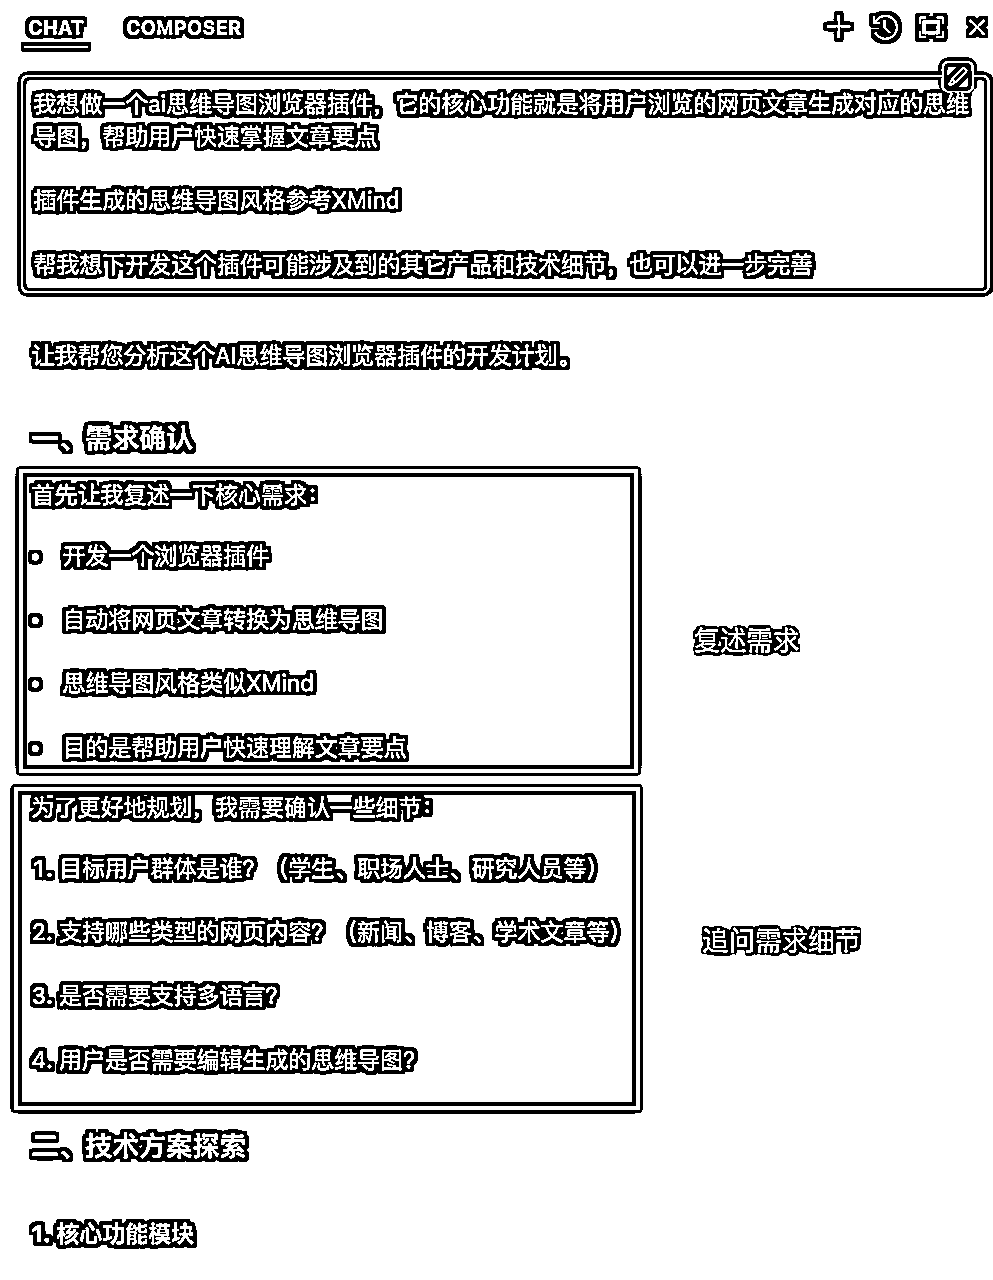 CHAT COMPOSER
我想做一个ai思维导图浏览器插件，它的核心功能就是将用户浏览的网页文章生成对应的思维
导图，帮助用户快速掌握文章要点
插件生成的思维导图风格参考XMind
帮我想下开发这个插件可能涉及到的其它产品和技术细节，也可以进一步完善
让我帮您分析这个AI思维导图浏览器插件的开发计划。
一、需求确认
首先让我复述一下核心需求：
开发一个浏览器插件
自动将网页文章转换为思维导图
思维导图风格类似XMind
目的是帮助用户快速理解文章要点
复述需求
为了更好地规划，我需要确认一些细节：
1. 目标用户群体是谁？（学生、职场人士、研究人员等）
2. 支持哪些类型的网页内容？（新闻、博客、学术文章等）
3. 是否需要支持多语言？
4. 用户是否需要编辑生成的思维导图？
追问需求细节
二、技术方案探索
1. 核心功能模块